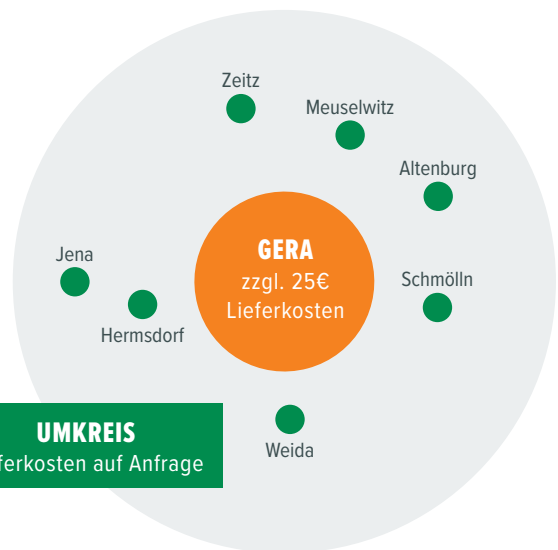 Zeitz
Meuselwitz
Altenburg
Jena
GERA
zzgl. 25€
Lieferkosten
Schmölln
Hermsdorf
UMKREIS
ferkosten auf Anfrage
Weida